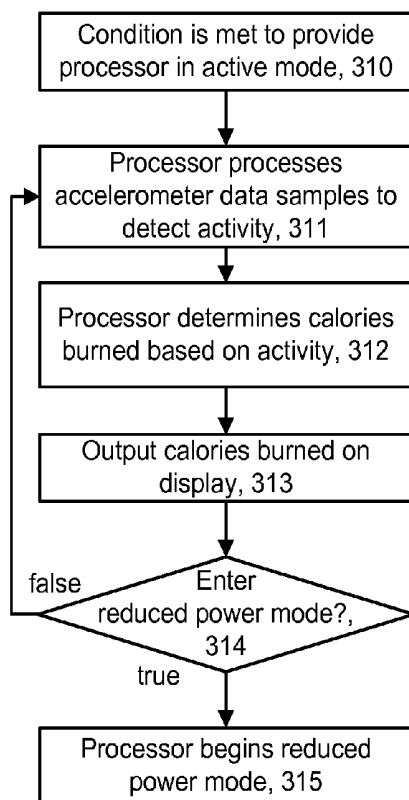 Condition is met to provide
processor in active mode, 310
Processor processes
accelerometer data samples to
detect activity, 311
Processor determines calories
burned based on activity, 312
Output calories burned on
display, 313
false
Enter
reduced power mode?,
314
true
Processor begins reduced
power mode, 315